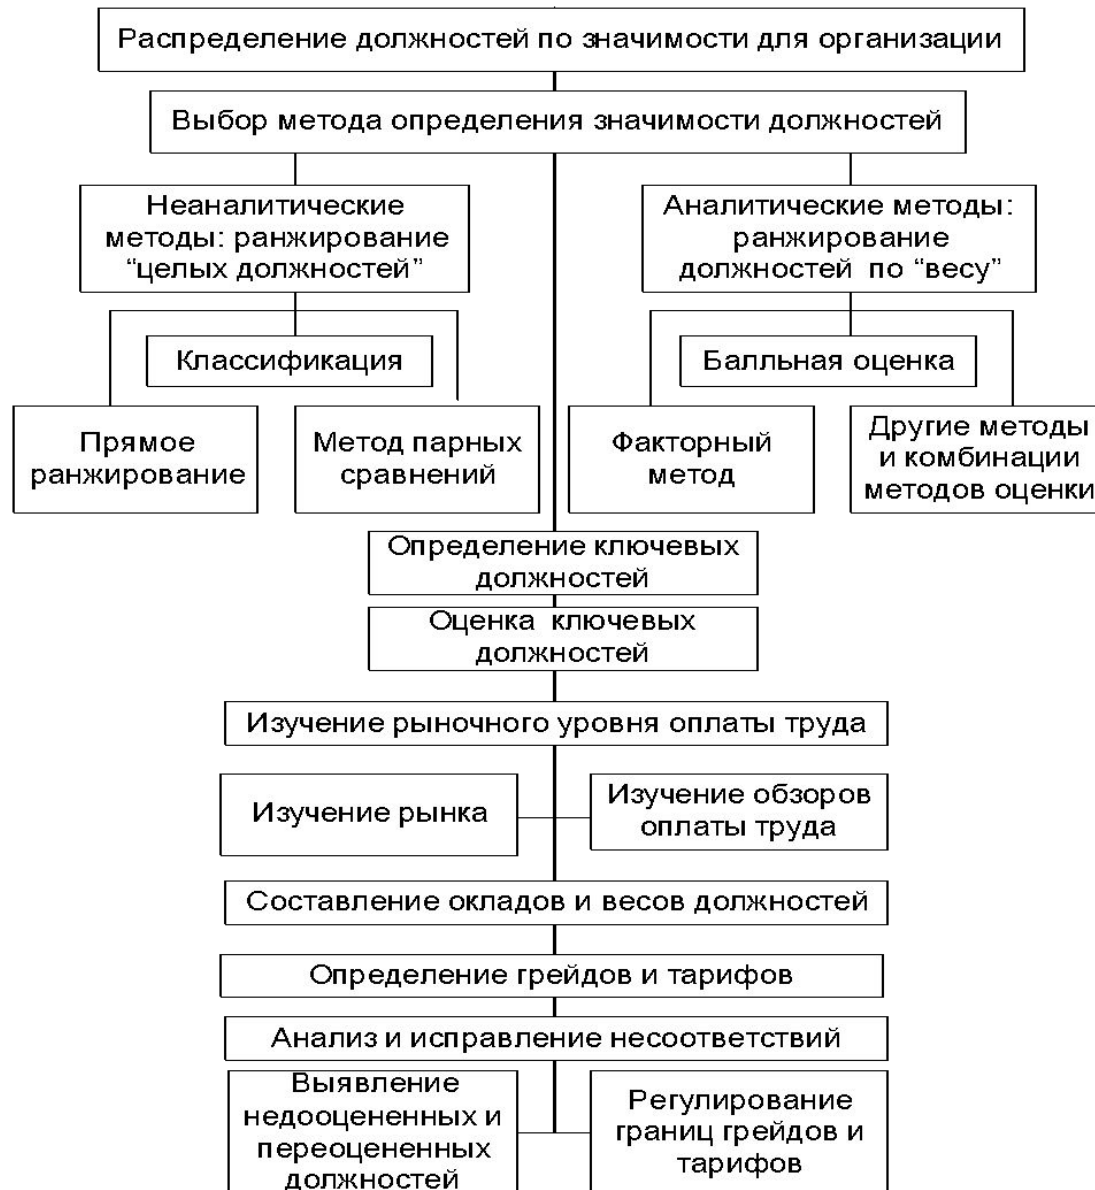 Распределение должностей по значимости для организации
Выбор метода определения значимости должностей
Неаналитические
методы: ранжирование
“целых должностей”
Аналитические методы:
ранжирование
должностей по “весу”
Классификация
Балльная оценка
Прямое
ранжирование
Метод парных
сравнений
Факторный
метод
Другие методы
и комбинации
методов оценки
Определение ключевых
должностей
Оценка ключевых
должностей
Изучение рыночного уровня оплаты труда
Изучение рынка
Изучение обзоров
оплаты труда
Составление окладов и весов должностей
Определение грейдов и тарифов
Анализ и исправление несоответствий
Выявление
недооцененных и
переоцененных
должностей
Регулирование
границ грейдов и
тарифов